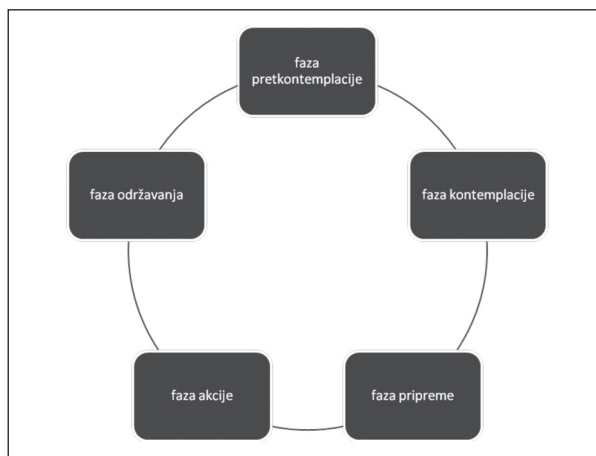 faza
pretkontemplacije
faza kontemplacije
faza pripreme
faza akcije
faza održavanja